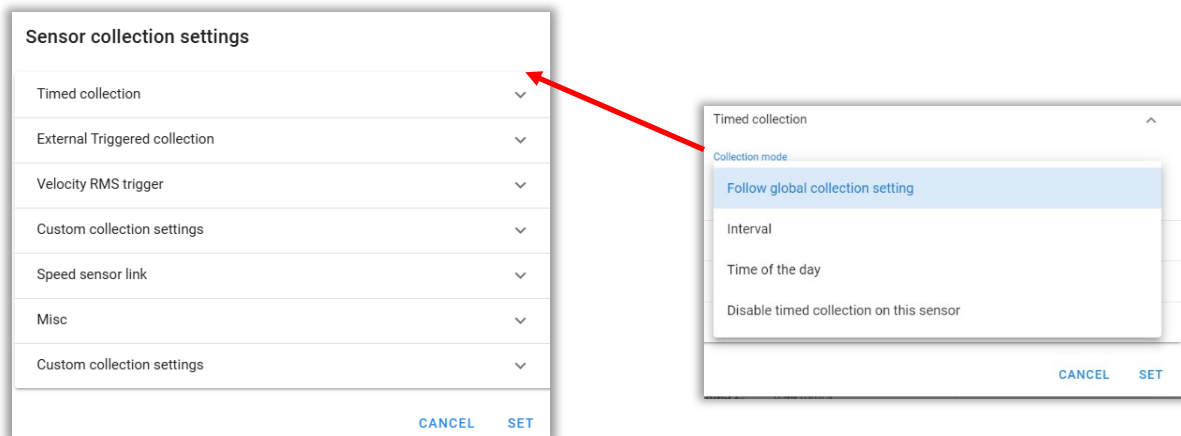 Sensor collection settings
Timed collection
External Triggered collection
Velocity RMS trigger
Custom collection settings
Speed sensor link
Misc
Custom collection settings
CANCEL SET
Timed collection
Collection mode
Follow global collection setting
Interval
Time of the day
Disable timed collection on this sensor
CANCEL SET